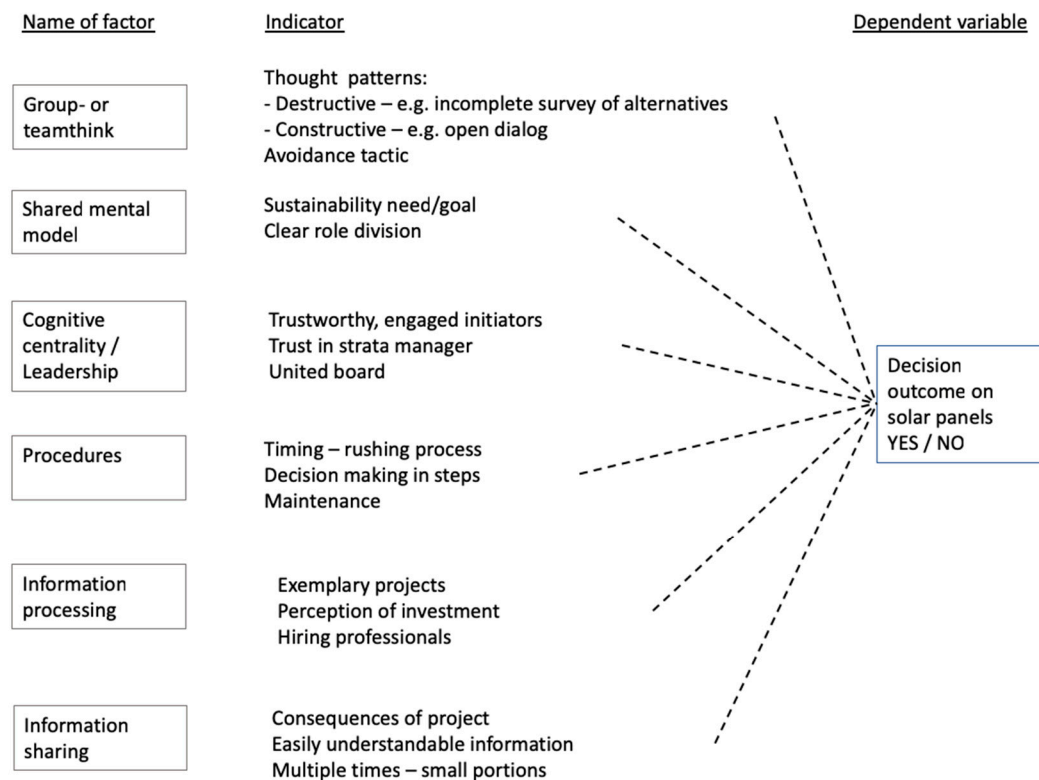 Name of factor
Indicator
Dependent variable
Group- or
teamthink
Thought patterns:
- Destructive – e.g. incomplete survey of alternatives
- Constructive – e.g. open dialog
Avoidance tactic
Shared mental
model
Sustainability need/goal
Clear role division
Cognitive
centrality /
Leadership
Trustworthy, engaged initiators
Trust in strata manager
United board
Decision
outcome on
solar panels
YES / NO
Procedures
Timing – rushing process
Decision making in steps
Maintenance
Information
processing
Exemplary projects
Perception of investment
Hiring professionals
Information
sharing
Consequences of project
Easily understandable information
Multiple times – small portions